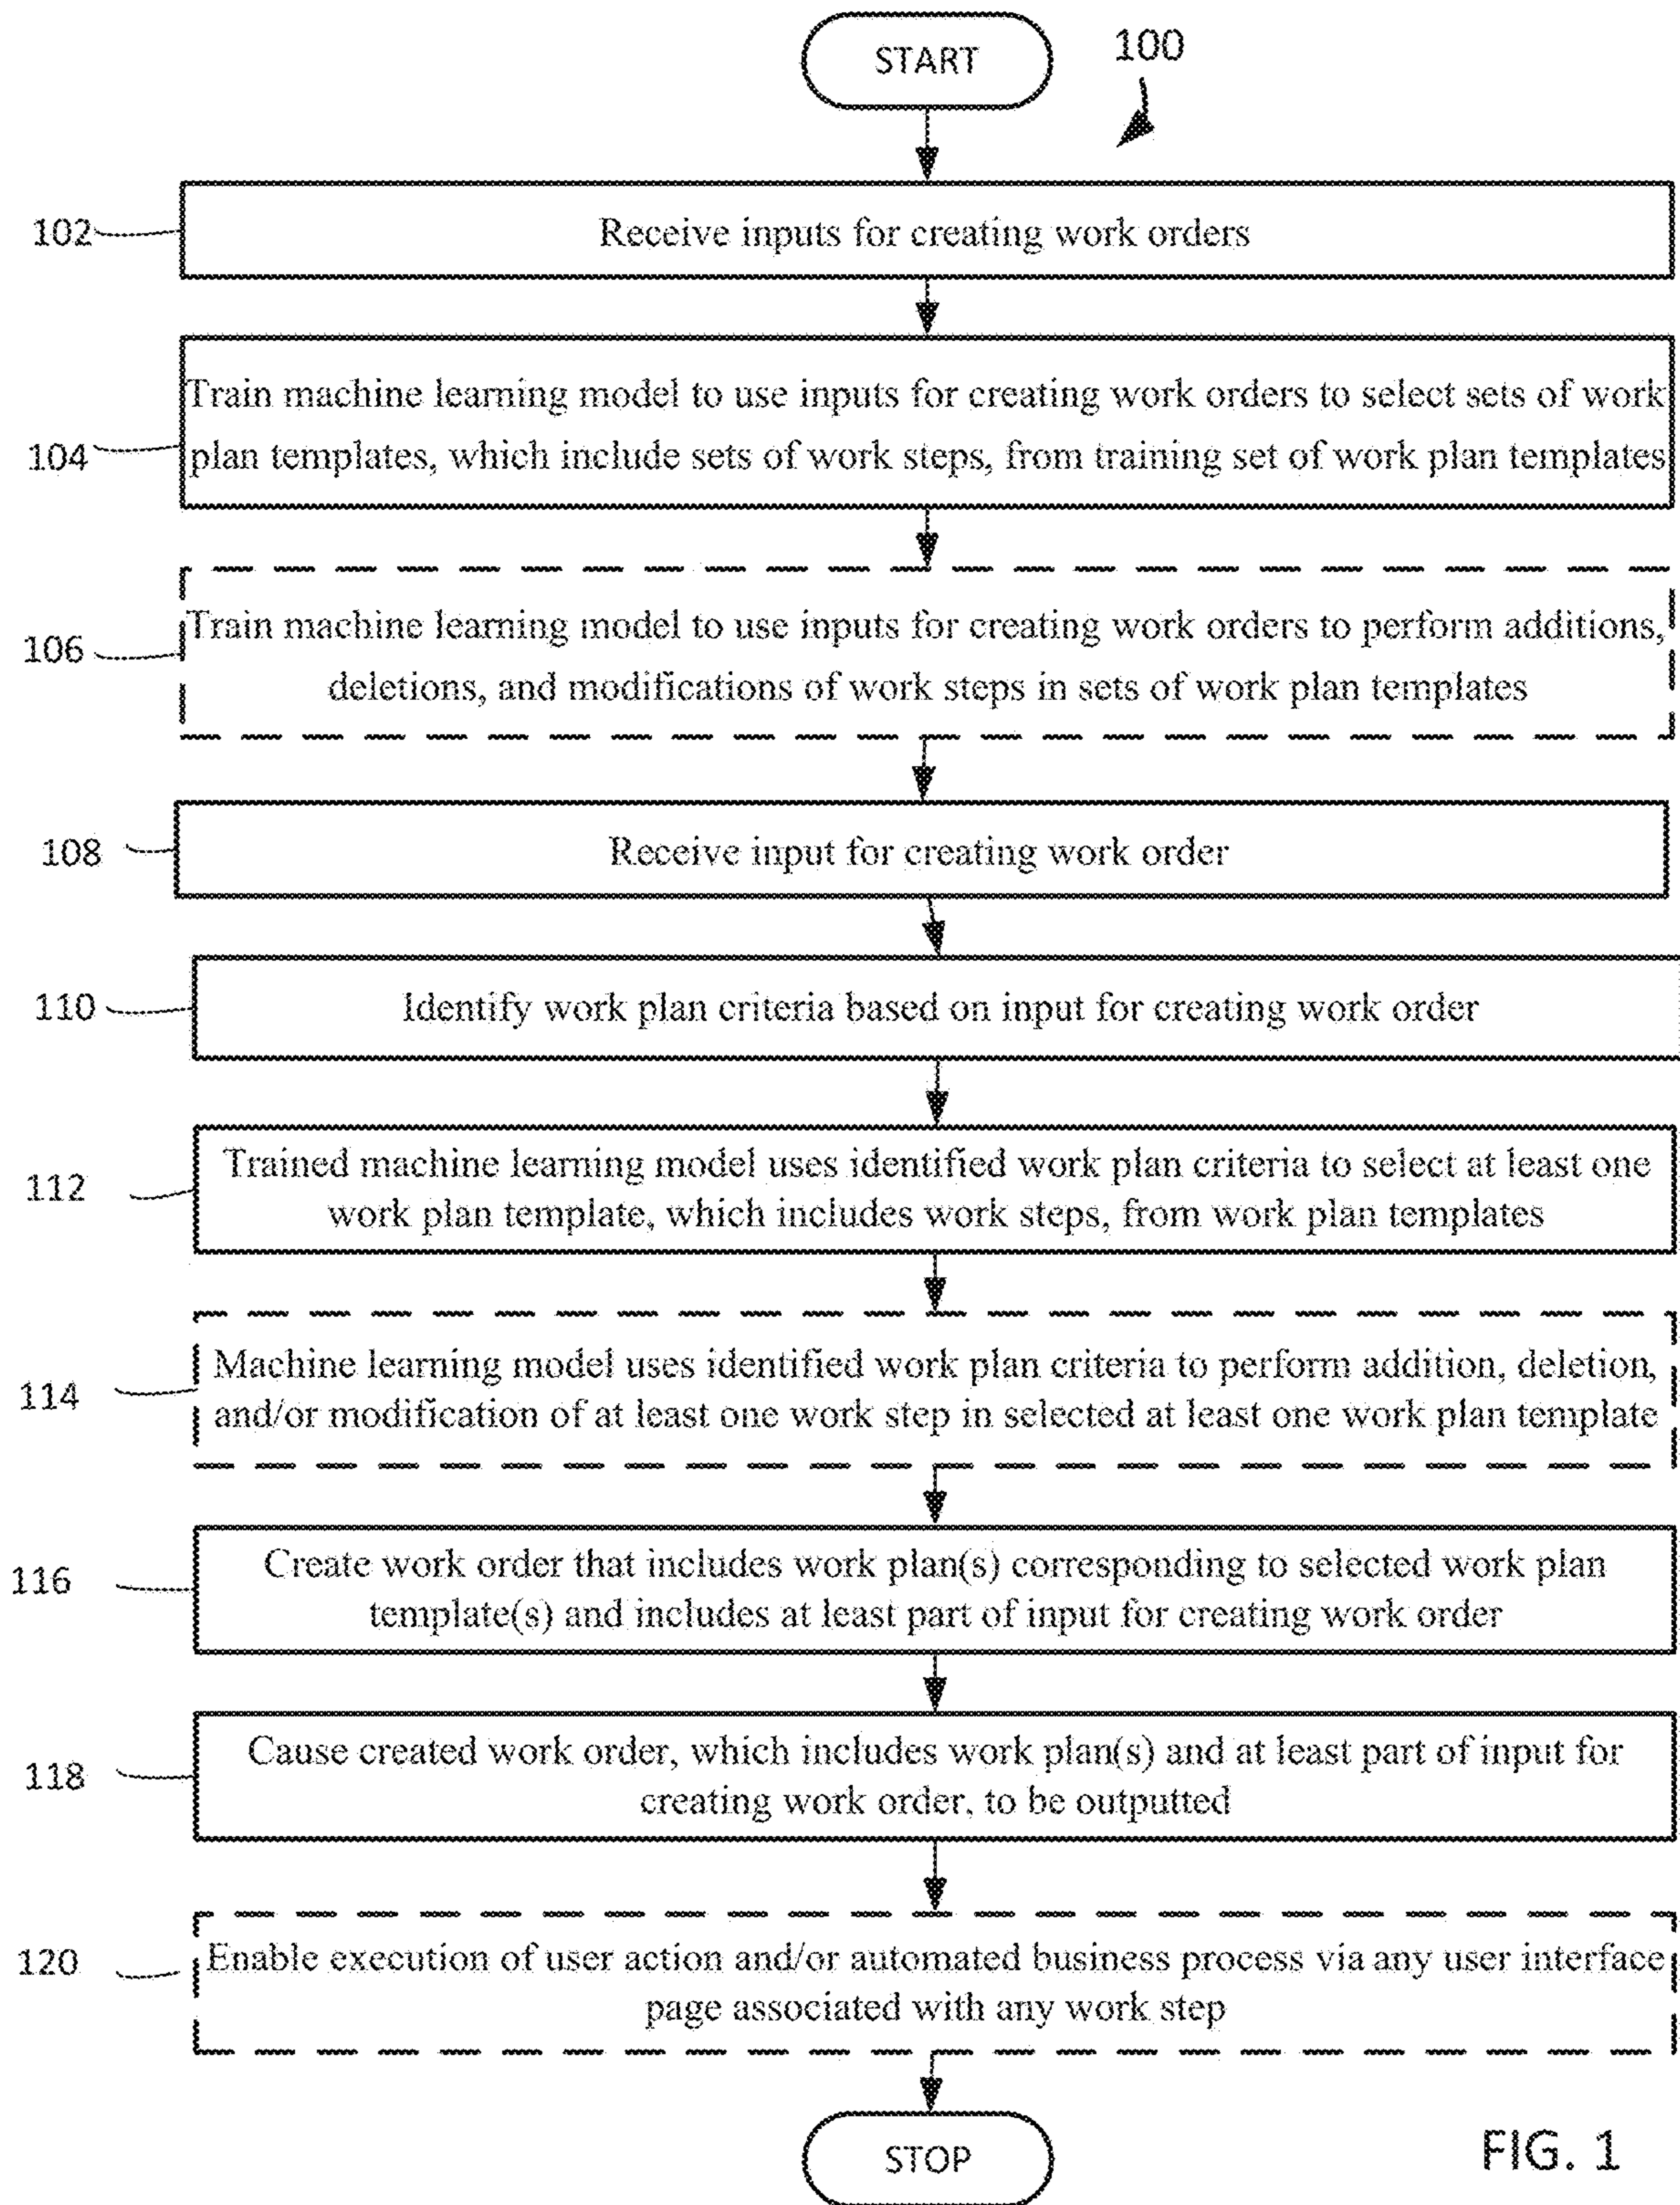 START
100
102
Receive inputs for creating work orders
Train machine learning model to use inputs for creating work orders to select sets of work
104
plan templates, which include sets of work steps, from training set of work plan templates
106
Train machine learning model to use inputs for creating work orders to perform additions,
deletions, and modifications of work steps in sets of work plan templates
108
Receive input for creating work order
110
Identify work plan criteria based on input for creating work order
112
Trained machine learning model uses identified work plan criteria to select at least one
work plan template, which includes work steps, from work plan templates
114
Machine learning model uses identified work plan criteria to perform addition, deletion,
and/or modification of at least one work step in selected at least one work plan template
116
Create work order that includes work plan(s) corresponding to selected work plan
template(s) and includes at least part of input for creating work order
118
Cause created work order, which includes work plan(s) and at least part of input for
creating work order, to be outputted
120
Enable execution of user action and/or automated business process via any user interface
page associated with any work step
STOP
FIG. 1